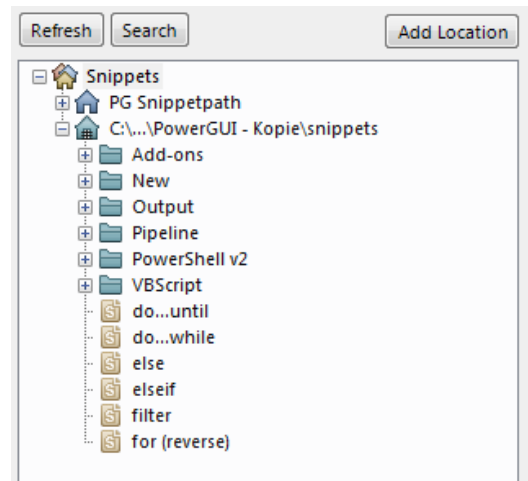 Refresh Search Add Location
Snippets
PG Snippetpath
C:\...\PowerGUI - Kopie\snippets
Add-ons
New
Output
Pipeline
PowerShell v2
VBScript
do...until
do...while
else
elseif
filter
for (reverse)